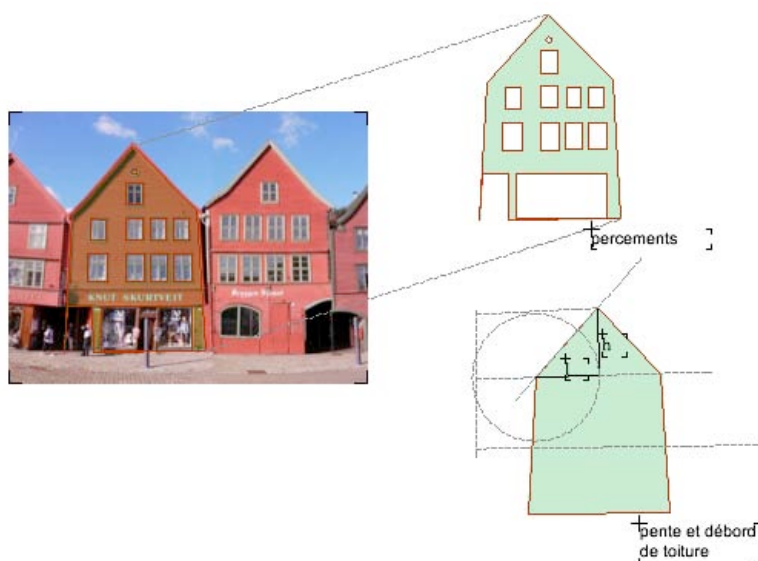 percements
KNUT SKURTVEIT
l
h
pente et débord
de toiture